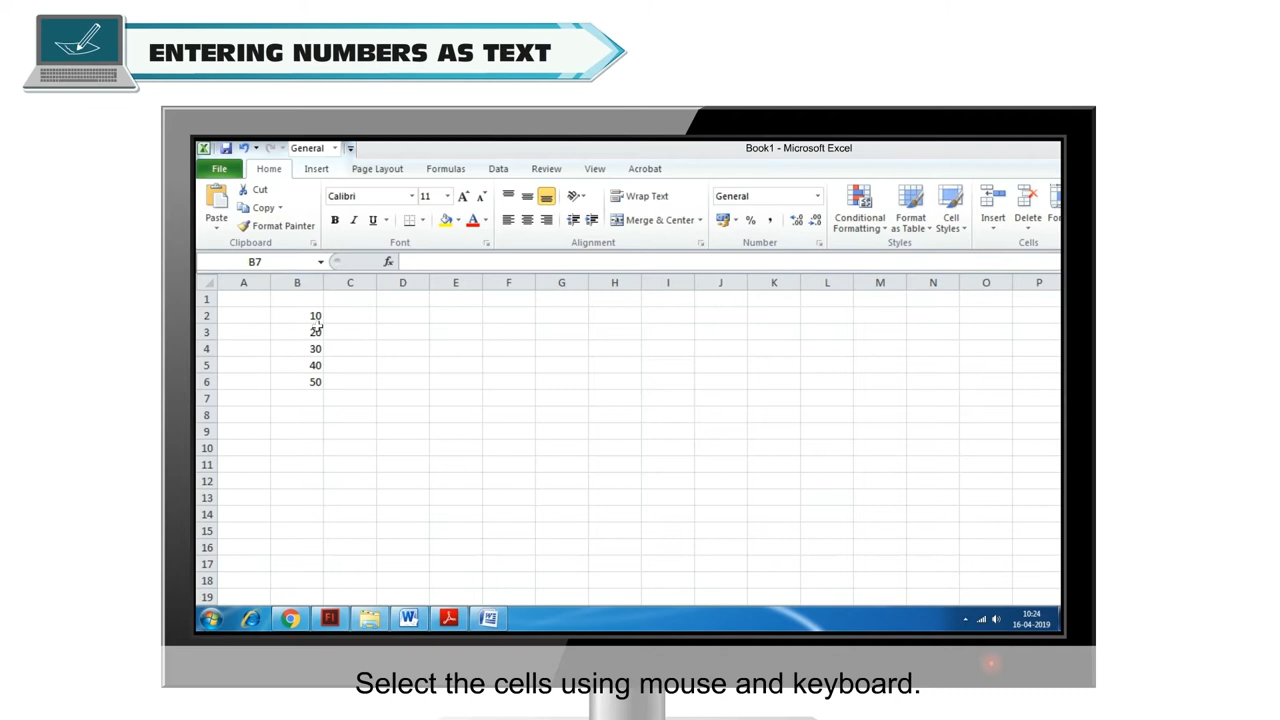 ENTERING NUMBERS AS TEXT
General
Book1 - Microsoft Excel
File Home Insert Page Layout Formulas Data Review View Acrobat
Paste
Cut
Copy
Format Painter
Clipboard
Calibri 11
B I U A
Font
Wrap Text
Merge & Center
Alignment
General
% ,
Number
Conditional Formatting
Format as Table
Cell Styles
Styles
Insert Delete
Cells
B7 fx
A B C D E F G H I J K L M N O P
1
2 10
3 20
4 30
5 40
6 50
7
8
9
10
11
12
13
14
15
16
17
18
19
10:24
16-04-2019
Select the cells using mouse and keyboard.